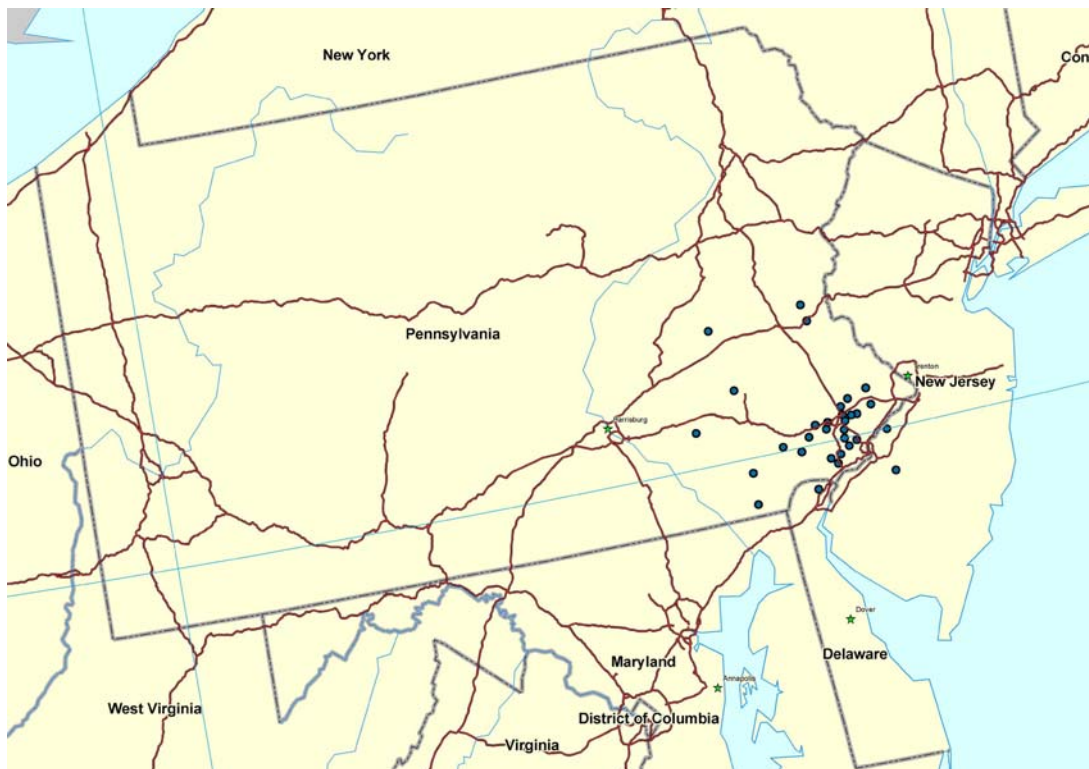 New York
Con
Pennsylvania
Trenton
New Jersey
Harrisburg
Ohio
Dover
Maryland
Delaware
Annapolis
West Virginia
District of Columbia
Virginia